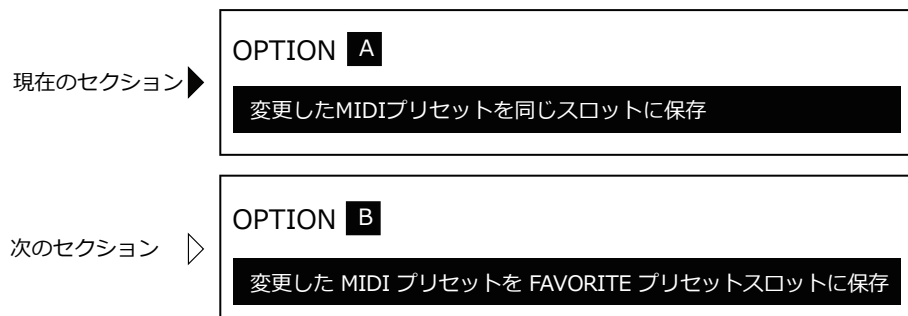 OPTION A
現在のセクション
変更したMIDIプリセットを同じスロットに保存
OPTION B
次のセクション
変更した MIDI プリセットを FAVORITE プリセットスロットに保存